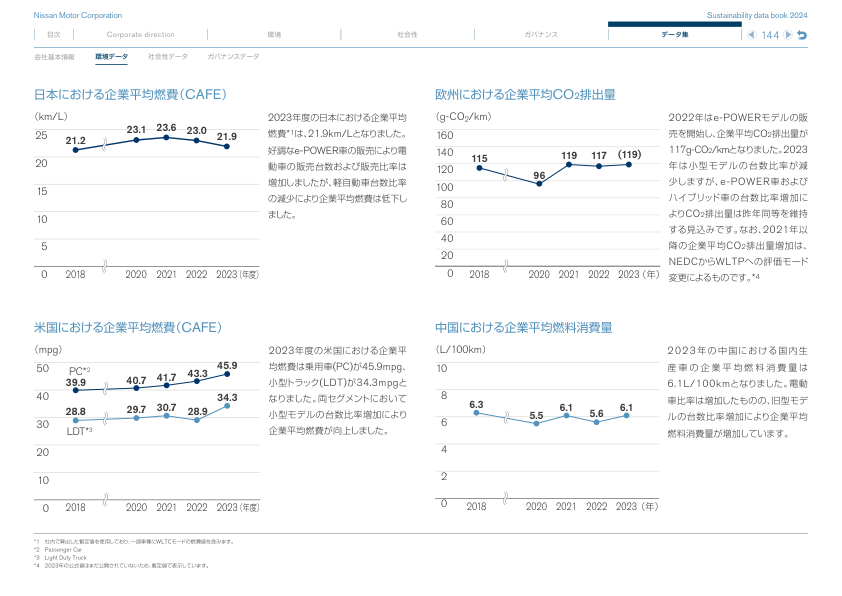 Nissan Motor Corporation
Sustainability data book 2024
目次
Corporate direction
環境
社会性
ガバナンス
データ集
144
会社基本情報
環境データ
社会性データ
ガバナンスデータ
日本における企業平均燃費（CAFE）
（km/L）
25
20
15
10
5
0
21.2
23.1
23.6
23.0
21.9
2018
2020
2021
2022
2023（年度）
2023年度の日本における企業平均
燃費*1は、21.9km/Lとなりました。
好調なe-POWER車の販売により電
動車の販売台数および販売比率は
増加しましたが、軽自動車台数比率
の減少により企業平均燃費は低下し
ました。
欧州における企業平均CO2排出量
（g-CO2/km）
160
140
120
100
80
60
40
20
0
115
96
119
117
(119)
2018
2020
2021
2022
2023（年）
2022年はe-POWERモデルの販
売を開始し、企業平均CO2排出量が
117g-CO2/kmとなりました。2023
年は小型モデルの台数比率が減
少しますが、e-POWER車および
ハイブリッド車の台数比率増加に
よりCO2排出量は昨年同等を維持
する見込みです。なお、2021年以
降の企業平均CO2排出量増加は、
NEDCからWLTPへの評価モード
変更によるものです。*4
米国における企業平均燃費（CAFE）
（mpg）
50
40
30
20
10
0
PC*2
39.9
40.7
41.7
43.3
45.9
28.8
29.7
30.7
28.9
34.3
LDT*3
2018
2020
2021
2022
2023（年度）
2023年度の米国における企業平
均燃費は乗用車(PC)が45.9mpg、
小型トラック(LDT)が34.3mpgと
なりました。両セグメントにおいて
小型モデルの台数比率増加により
企業平均燃費が向上しました。
中国における企業平均燃料消費量
（L/100km）
10
8
6
4
2
0
6.3
5.5
6.1
5.6
6.1
2018
2020
2021
2022
2023（年）
2023年の中国における国内生
産車の企業平均燃料消費量は
6.1L/100kmとなりました。電動
車比率は増加したものの、旧型モデ
ルの台数比率増加により企業平均
燃料消費量が増加しています。
*1 社内で算出した暫定値を使用しており、一部車種にWLTCモードの燃費値を含みます。
*2 Passenger Car
*3 Light Duty Truck
*4 2023年の公式値はまだ公開されていないため、暫定値で表示しています。